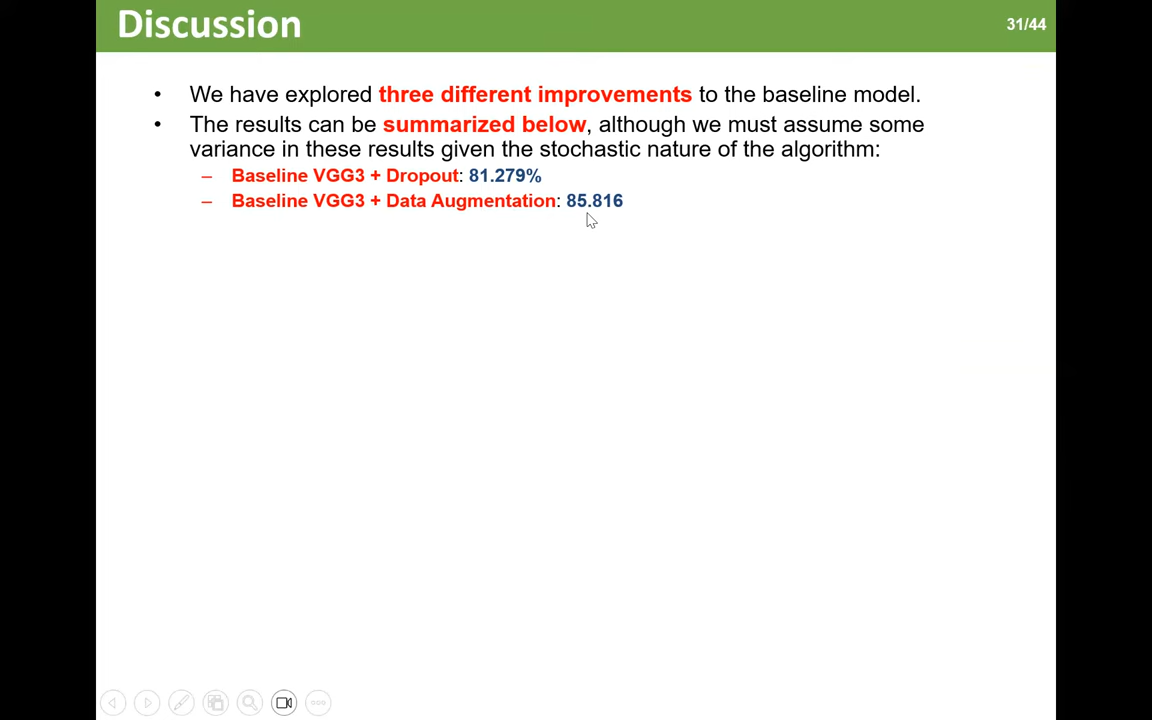 Discussion
31/44
• We have explored three different improvements to the baseline model.
• The results can be summarized below, although we must assume some
variance in these results given the stochastic nature of the algorithm:
– Baseline VGG3 + Dropout: 81.279%
– Baseline VGG3 + Data Augmentation: 85.816